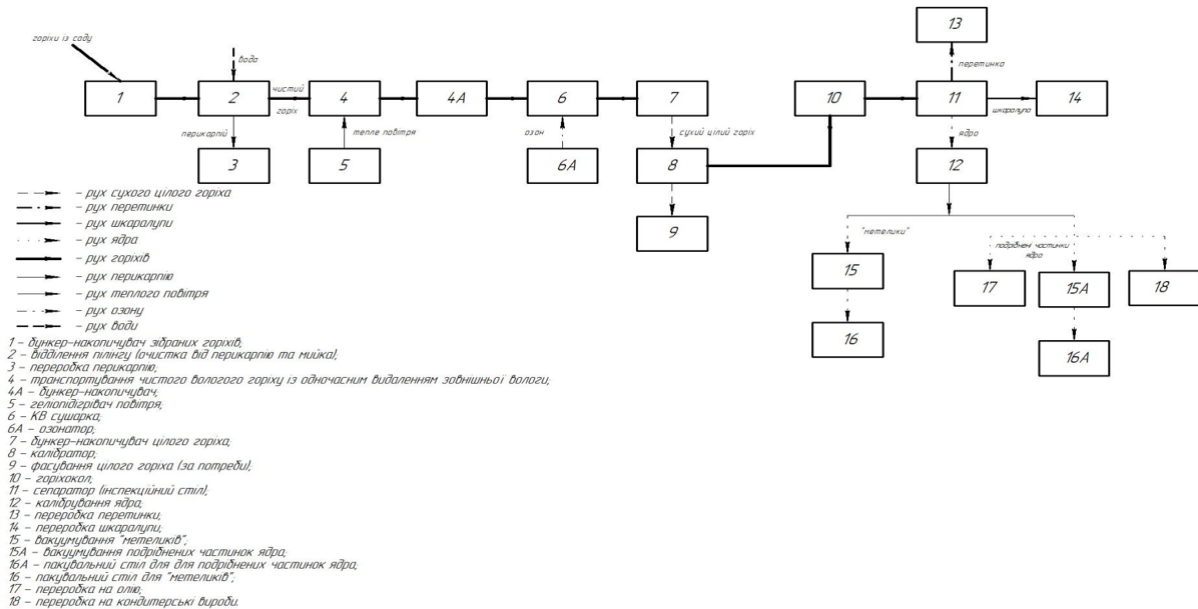 горіхи із саду
вода
13
перетинка
1
2
чистий
горіх
4
4А
6
7
10
11
шкаралупа
14
перикарпій
тепле повітря
озон
сухий цілий горіх
ядро
3
5
6А
8
12
9
"метелики"
подрібнені частинки
ядра
15
17
15А
18
16
16А
– рух сухого цілого горіха
– рух перетинки
– рух шкаралупи
– рух ядра
– рух горіхів
– рух перикарпію
– рух теплого повітря
– рух озону
– рух води
1 – бункер-накопичувач зібраних горіхів;
2 – відділення пілінгу (очистка від перикарпію та мийка);
3 – переробка перикарпію;
4 – транспортування чистого вологого горіху із одночасним видаленням зовнішньої вологи;
4А – бункер-накопичувач;
5 – геліопідігрівач повітря;
6 – КВ сушарка;
6А – озонатор;
7 – бункер-накопичувач цілого горіха;
8 – калібратор;
9 – фасування цілого горіха (за потреби);
10 – горіхокол;
11 – сепаратор (інспекційний стіл);
12 – калібрування ядра;
13 – переробка перетинки;
14 – переробка шкаралупи;
15 – вакуумування "метеликів";
15А – вакуумування подрібнених частинок ядра;
16А – пакувальний стіл для для подрібнених частинок ядра;
16 – пакувальний стіл для "метеликів";
17 – переробка на олію;
18 – переробка на кондитерські вироби.